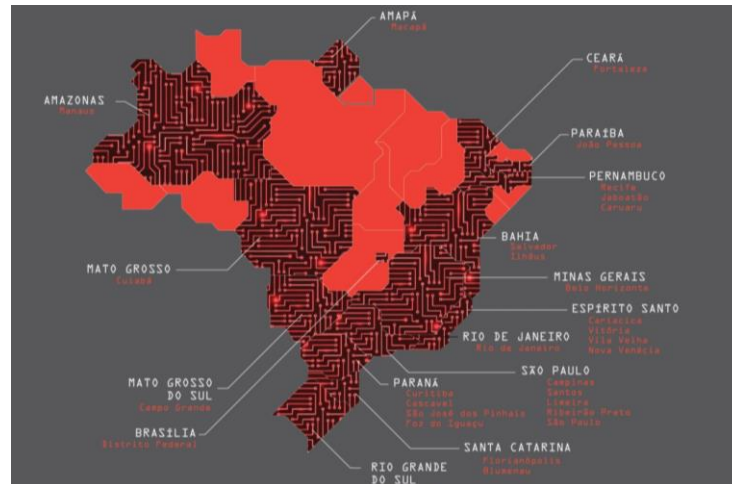 AMAPÁ
Macapá
CEARÁ
Fortaleza
AMAZONAS
Manaus
PARAÍBA
João Pessoa
PERNAMBUCO
Recife
Jaboatão
Caruaru
BAHIA
Salvador
Ilhéus
MATO GROSSO
Cuiabá
MINAS GERAIS
Belo Horizonte
ESPÍRITO SANTO
Cariacica
Vitória
Vila Velha
Nova Venécia
RIO DE JANEIRO
Rio de Janeiro
SÃO PAULO
Campinas
Santos
Limeira
Ribeirão Preto
São Paulo
MATO GROSSO
DO SUL
Campo Grande
PARANÁ
Curitiba
Cascavel
São José dos Pinhais
Foz do Iguaçu
BRASÍLIA
Distrito Federal
SANTA CATARINA
Florianópolis
Blumenau
RIO GRANDE
DO SUL